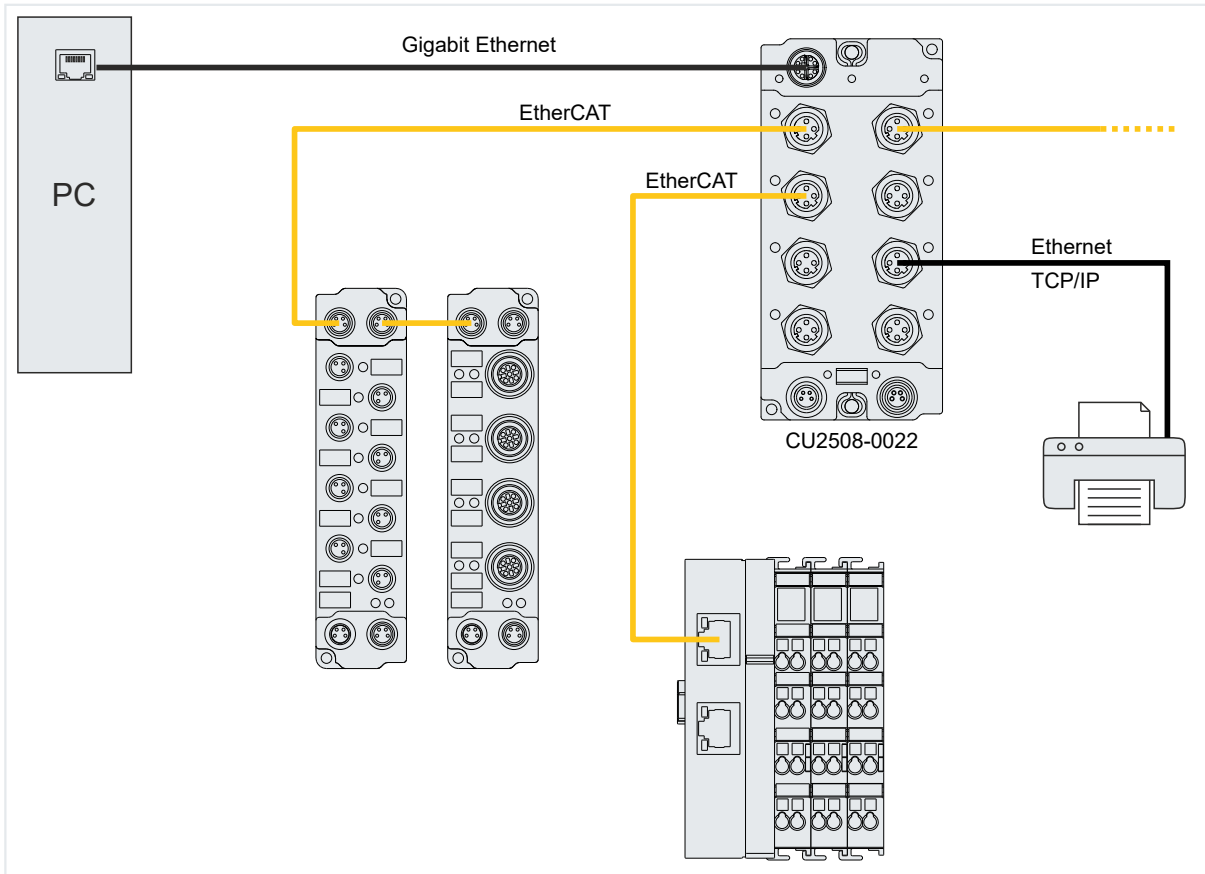 Gigabit Ethernet
EtherCAT
EtherCAT
PC
Ethernet
TCP/IP
CU2508-0022